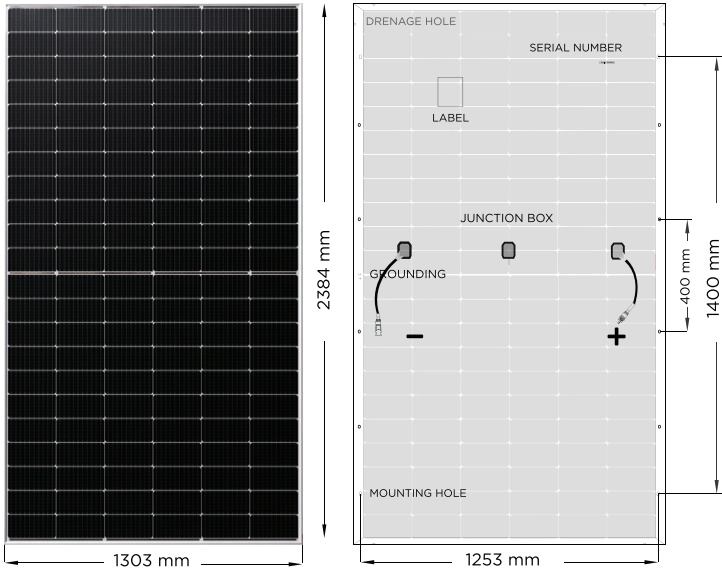 DRENAGE HOLE
SERIAL NUMBER
LABEL
JUNCTION BOX
GROUNDING
MOUNTING HOLE
2384 mm
400 mm
1400 mm
1303 mm
1253 mm